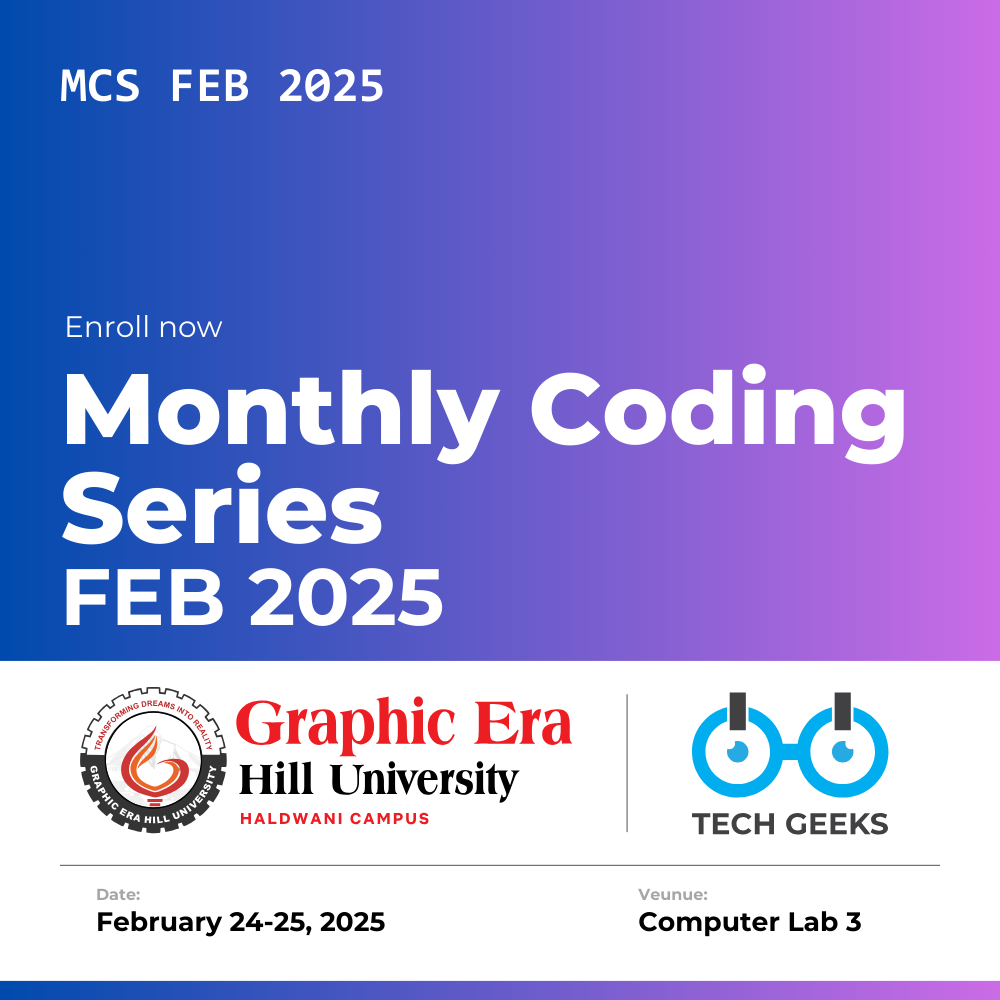 MCS FEB 2025
Enroll now
Monthly Coding
Series
FEB 2025
TRANSFORMING DREAMS INTO REALITY
GRAPHIC ERA HILL UNIVERSITY
Graphic Era
Hill University
HALDWANI CAMPUS
TECH GEEKS
Date:
February 24-25, 2025
Veunue:
Computer Lab 3